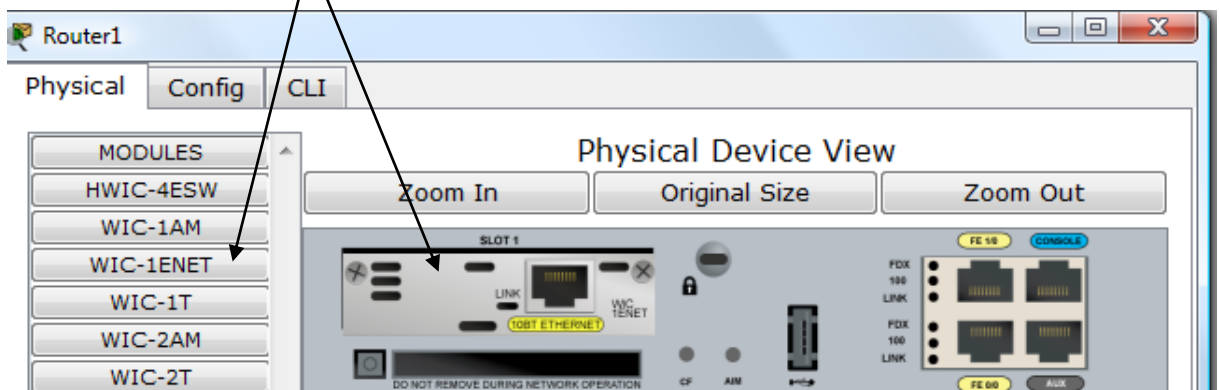 Router1
Physical Config CLI
MODULES
HWIC-4ESW
WIC-1AM
WIC-1ENET
WIC-1T
WIC-2AM
WIC-2T
Physical Device View
Zoom In Original Size Zoom Out
SLOT 1
LINK
WIC
1ENET
10BT ETHERNET
DO NOT REMOVE DURING NETWORK OPERATION
CF AIM
FE 1/0 CONSOLE
FDX
100
LINK
FDX
100
LINK
FE 0/0 AUX